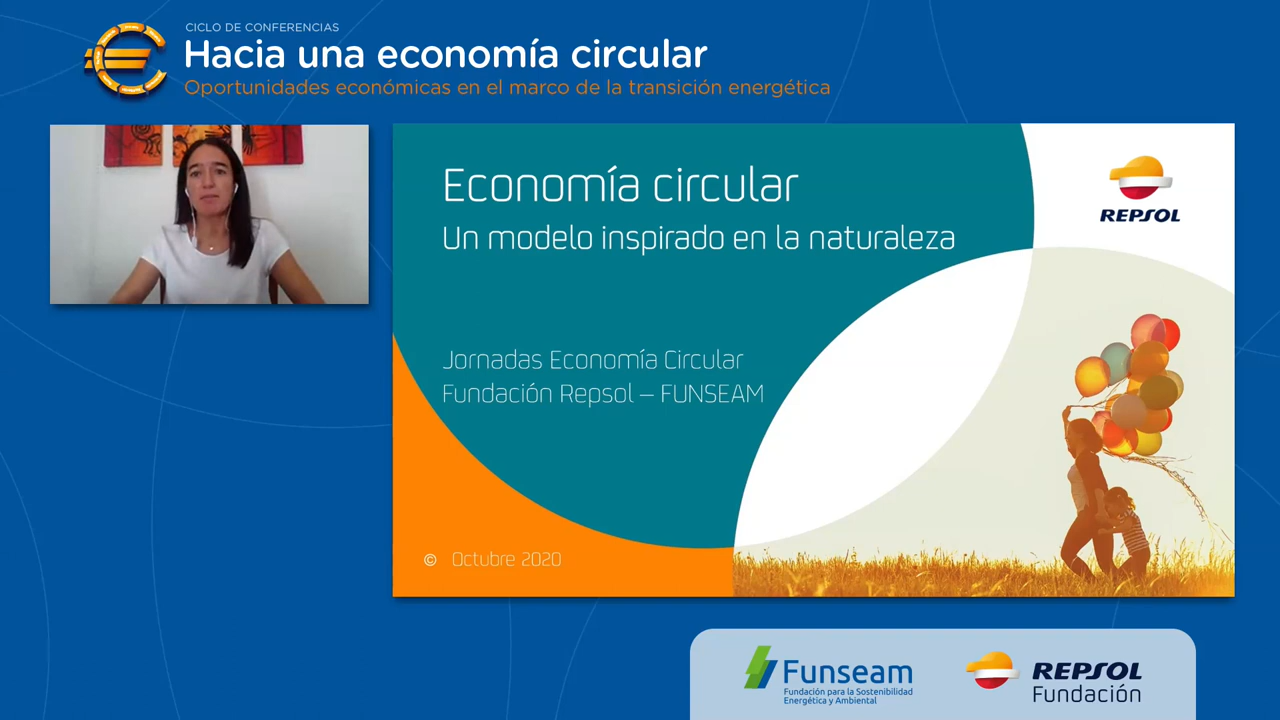 CICLO DE CONFERENCIAS
Hacia una economía circular
Oportunidades económicas en el marco de la transición energética
Economía circular
Un modelo inspirado en la naturaleza
REPSOL
Jornadas Economía Circular
Fundación Repsol – FUNSEAM
© Octubre 2020
Funseam
Fundación para la Sostenibilidad
Energética y Ambiental
REPSOL
Fundación